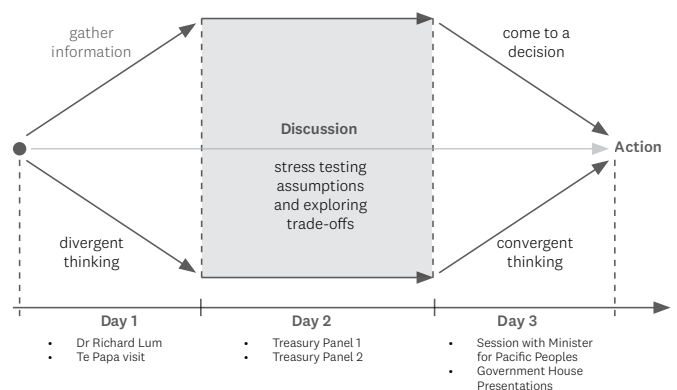 gather
information
come to a
decision
Discussion
stress testing
assumptions
and exploring
trade-offs
Action
divergent
thinking
convergent
thinking
Day 1
• Dr Richard Lum
• Te Papa visit
Day 2
• Treasury Panel 1
• Treasury Panel 2
Day 3
• Session with Minister
for Pacific Peoples
• Government House
Presentations